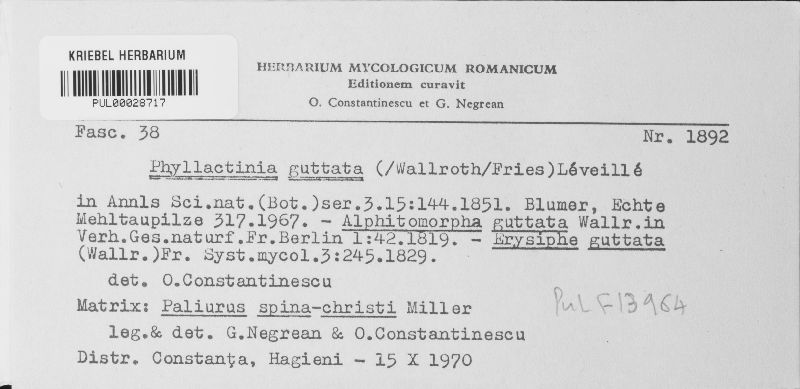 KRIEBEL HERBARIUM
PUL00028717
HERBARIUM MYCOLOGICUM ROMANICUM
Editionem curavit
O. Constantinescu et G. Negrean
Fasc. 38 Nr. 1892
Phyllactinia guttata (/Wallroth/Fries)Léveillé
in Annls Sci.nat.(Bot.)ser.3.15:144.1851. Blumer, Echte
Mehltaupilze 317.1967. - Alphitomorpha guttata Wallr.in
Verh.Ges.naturf.Fr.Berlin 1:42.1819. - Erysiphe guttata
(Wallr.)Fr. Syst.mycol.3:245.1829.
det. O.Constantinescu
Matrix: Paliurus spina-christi Miller
PUL F13964
leg.& det. G.Negrean & O.Constantinescu
Distr. Constanţa, Hagieni - 15 X 1970